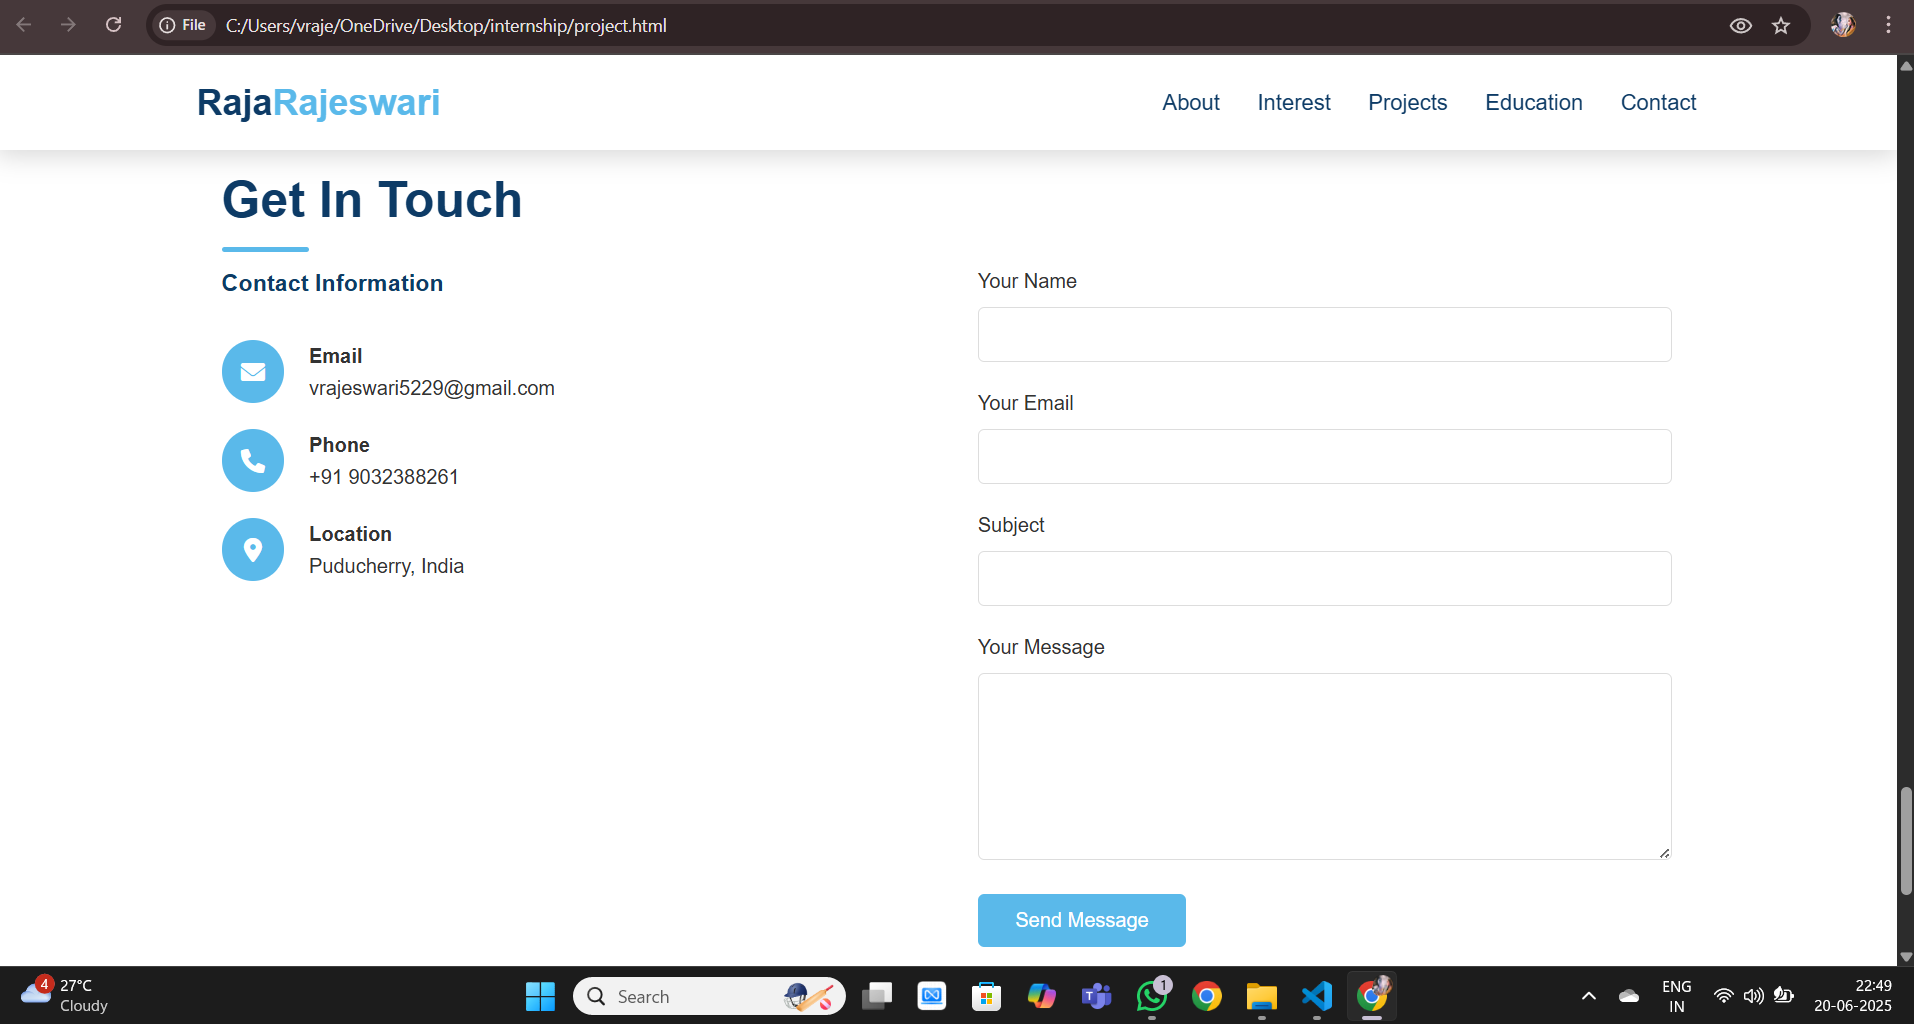 File C:/Users/vraje/OneDrive/Desktop/internship/project.html
RajaRajeswari
About Interest Projects Education Contact
Get In Touch
Contact Information
Email
vrajeswari5229@gmail.com
Phone
+91 9032388261
Location
Puducherry, India
Your Name
Your Email
Subject
Your Message
Send Message
4
27°C
Cloudy
Search
T
1
ENG
IN
22:49
20-06-2025